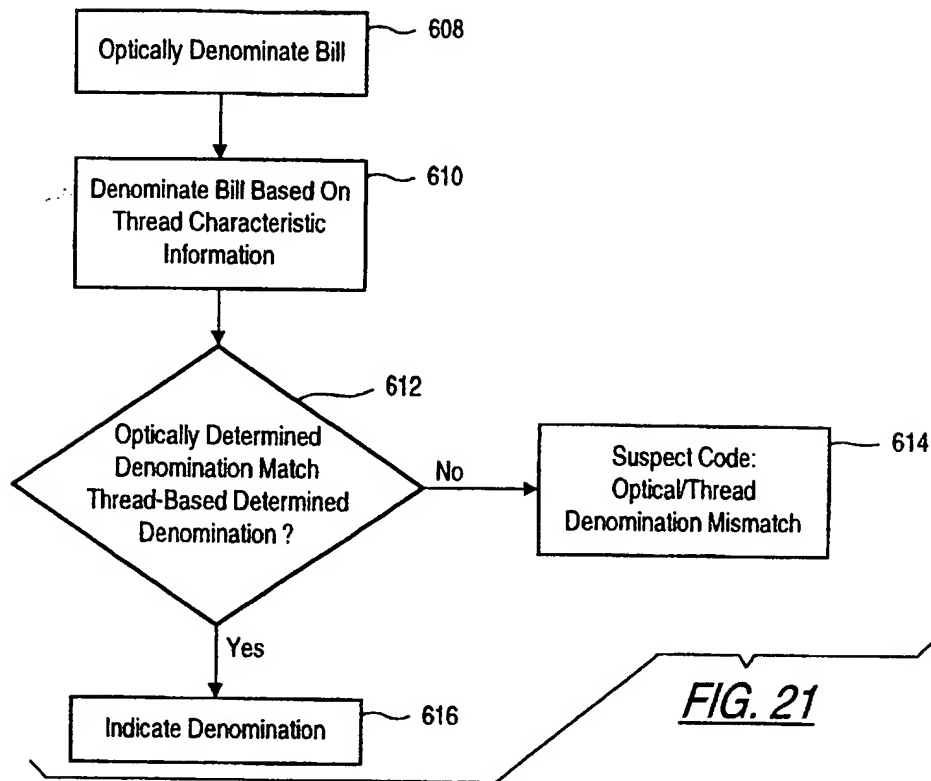 Optically Denominate Bill
608
Denominate Bill Based On
Thread Characteristic
Information
610
612
Optically Determined
Denomination Match
Thread-Based Determined
Denomination ?
No
Suspect Code:
Optical/Thread
Denomination Mismatch
614
Yes
Indicate Denomination
616
FIG. 21